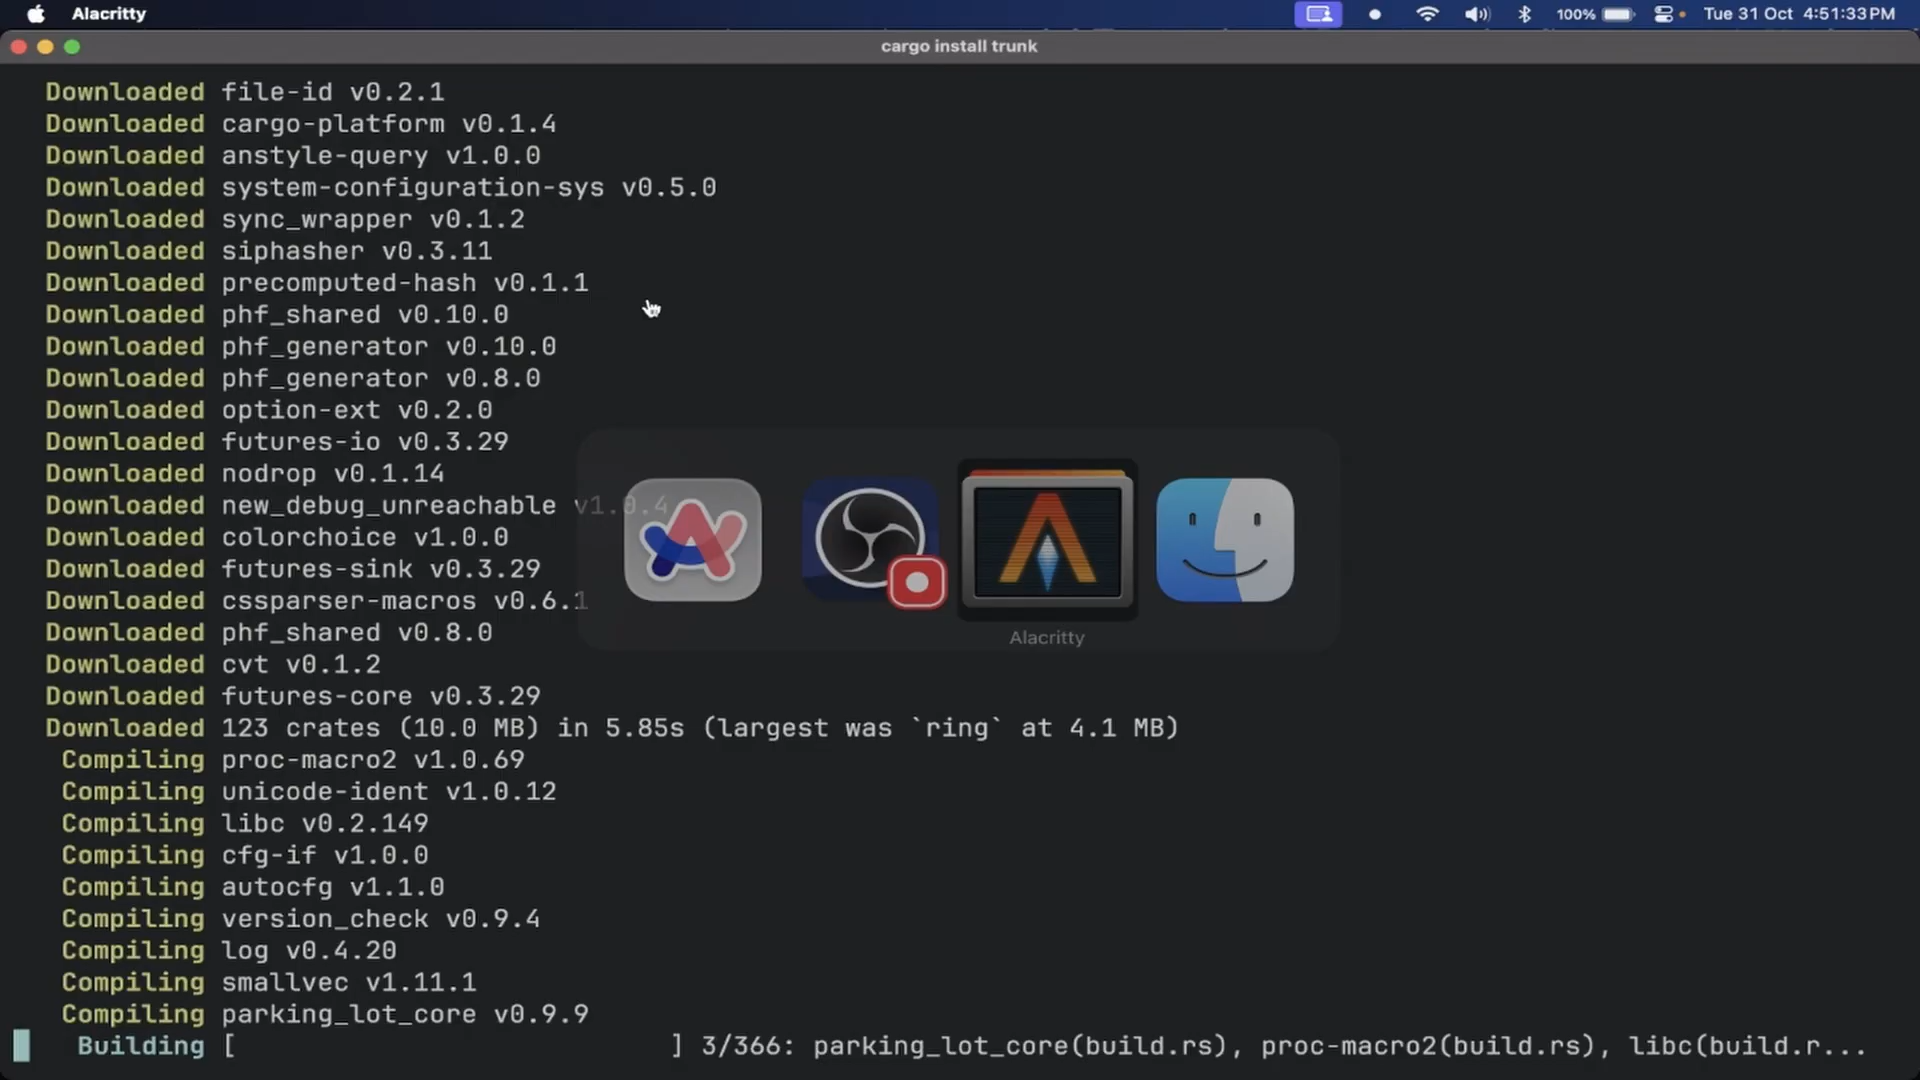 Alacritty
100%
Tue 31 Oct 4:51:33 PM
cargo install trunk
Downloaded file-id v0.2.1
Downloaded cargo-platform v0.1.4
Downloaded anstyle-query v1.0.0
Downloaded system-configuration-sys v0.5.0
Downloaded sync_wrapper v0.1.2
Downloaded siphasher v0.3.11
Downloaded precomputed-hash v0.1.1
Downloaded phf_shared v0.10.0
Downloaded phf_generator v0.10.0
Downloaded phf_generator v0.8.0
Downloaded option-ext v0.2.0
Downloaded futures-io v0.3.29
Downloaded nodrop v0.1.14
Downloaded new_debug_unreachable v1.0.4
Downloaded colorchoice v1.0.0
Downloaded futures-sink v0.3.29
Downloaded cssparser-macros v0.6.1
Downloaded phf_shared v0.8.0
Alacritty
Downloaded cvt v0.1.2
Downloaded futures-core v0.3.29
Downloaded 123 crates (10.0 MB) in 5.85s (largest was `ring` at 4.1 MB)
Compiling proc-macro2 v1.0.69
Compiling unicode-ident v1.0.12
Compiling libc v0.2.149
Compiling cfg-if v1.0.0
Compiling autocfg v1.1.0
Compiling version_check v0.9.4
Compiling log v0.4.20
Compiling smallvec v1.11.1
Compiling parking_lot_core v0.9.9
Building [ ] 3/366: parking_lot_core(build.rs), proc-macro2(build.rs), libc(build.r...